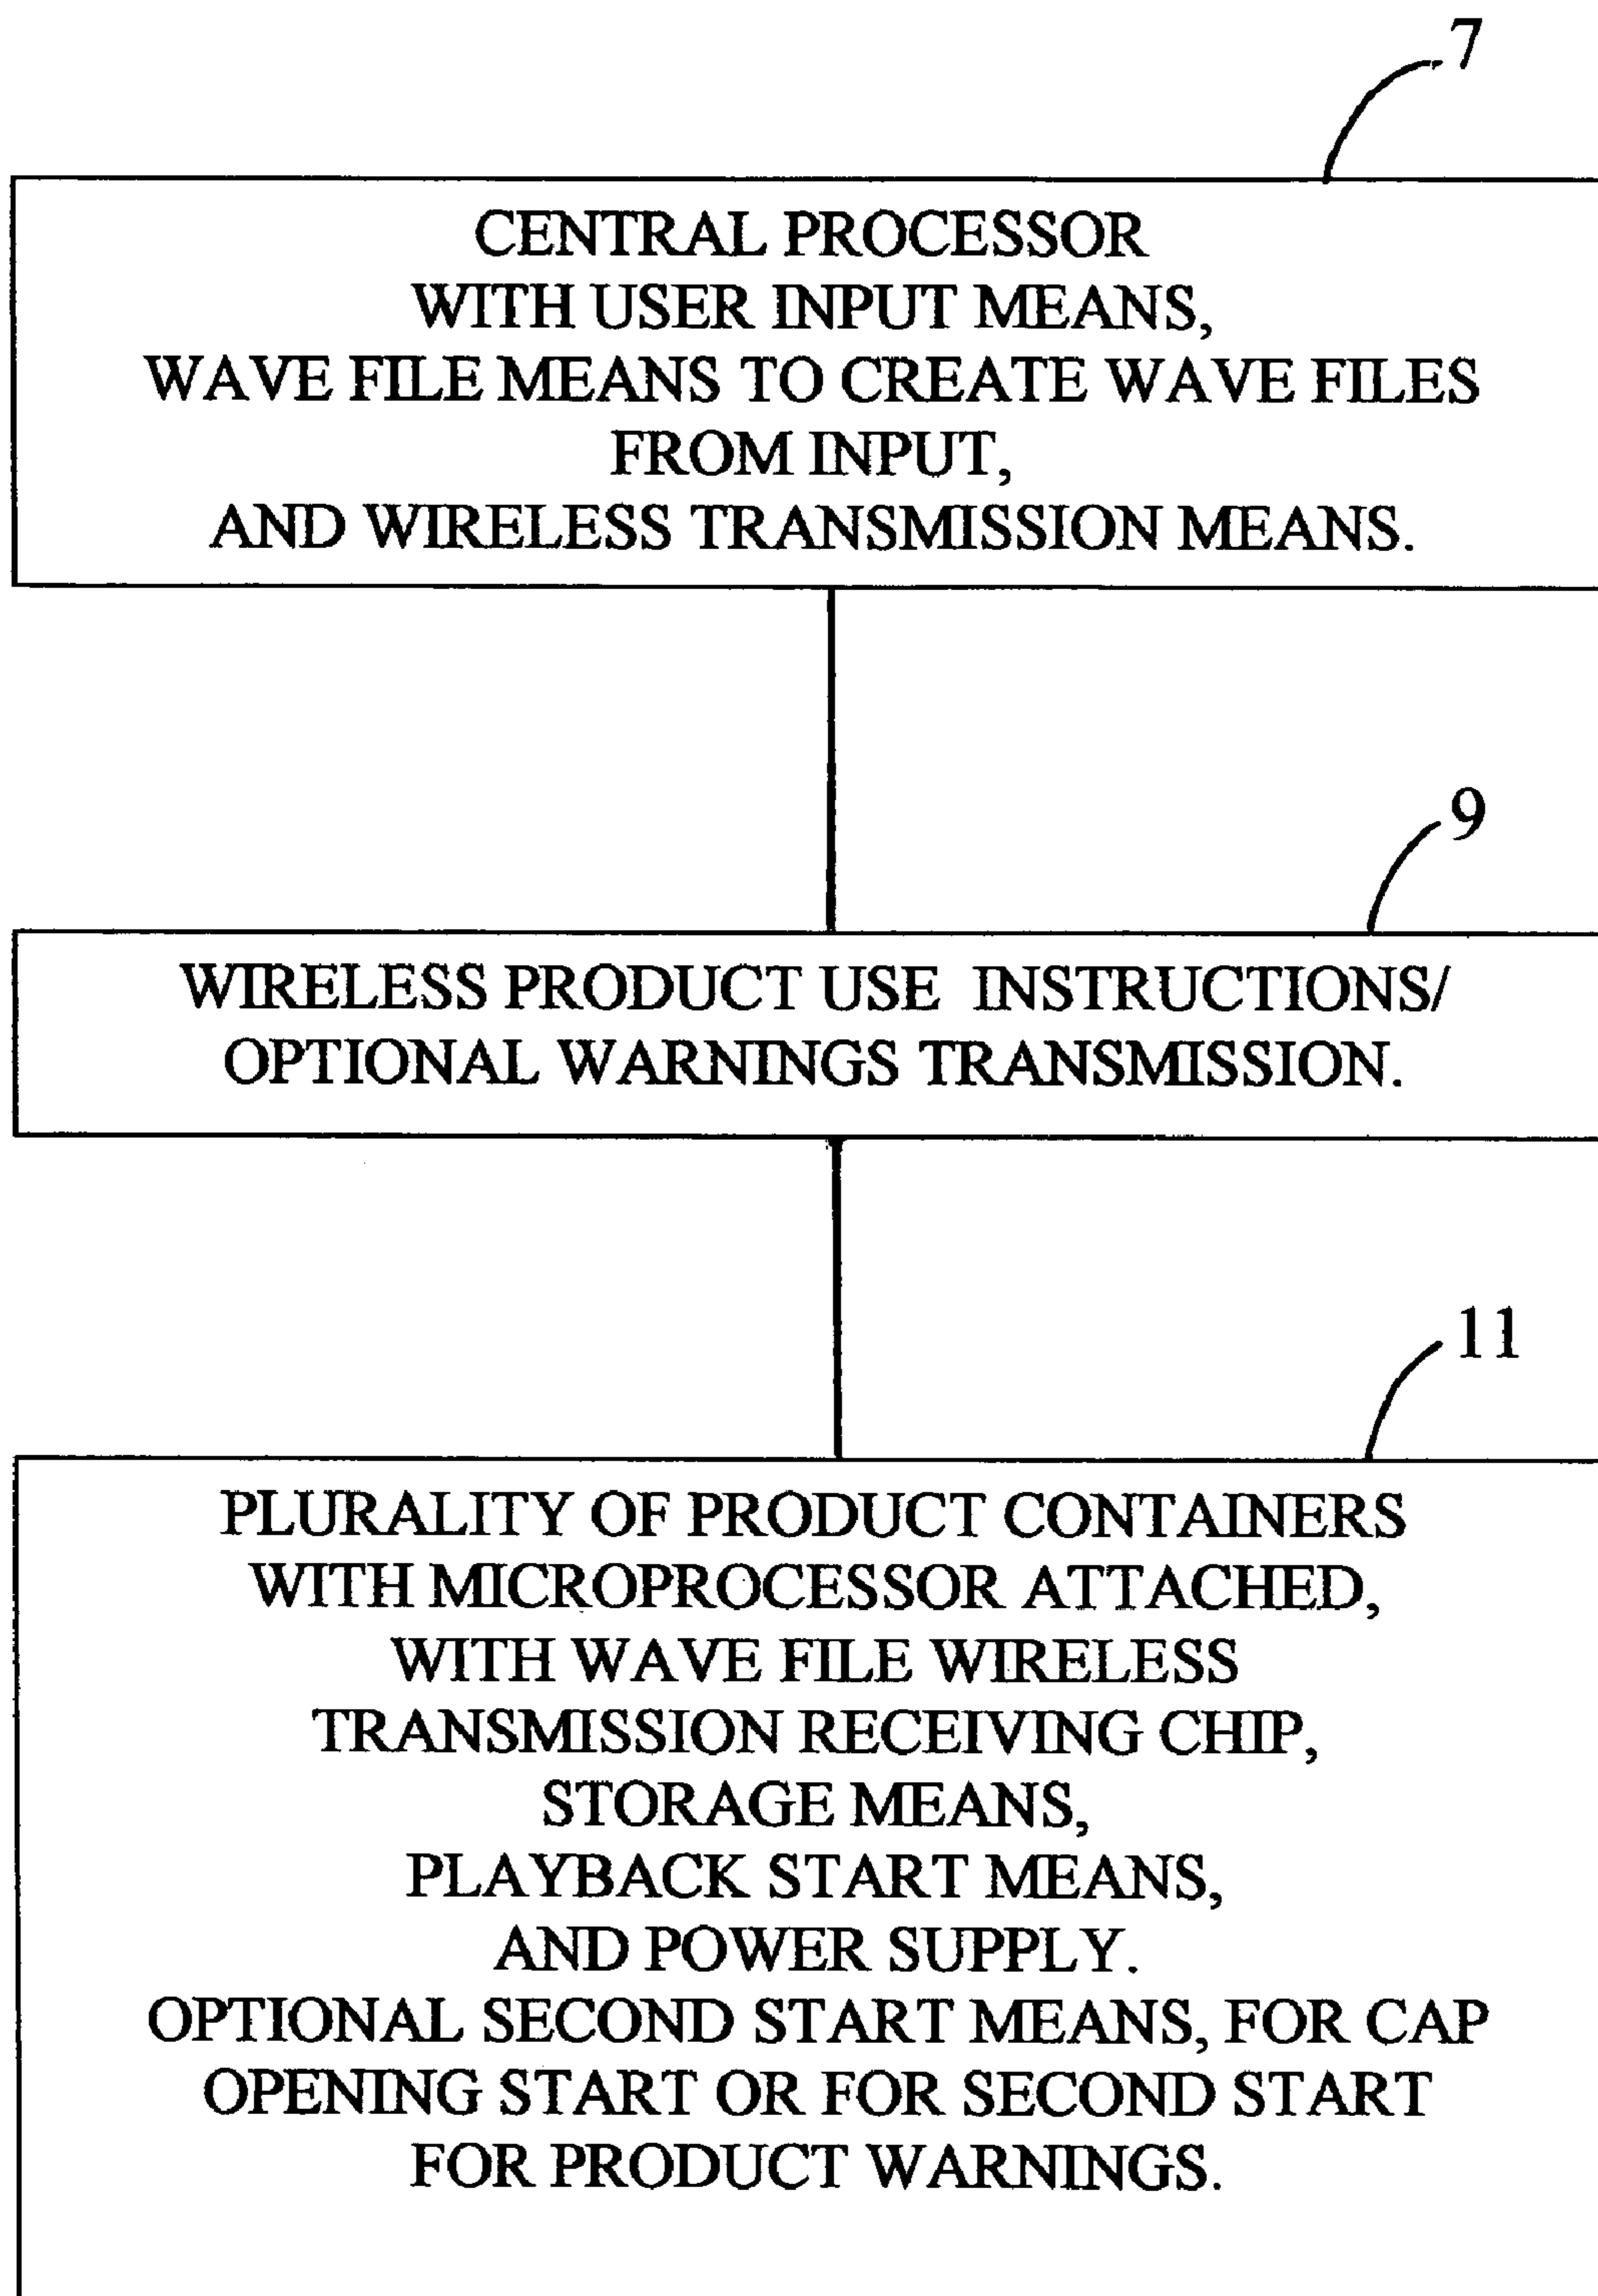 7
CENTRAL PROCESSOR
WITH USER INPUT MEANS,
WAVE FILE MEANS TO CREATE WAVE FILES
FROM INPUT,
AND WIRELESS TRANSMISSION MEANS.
9
WIRELESS PRODUCT USE INSTRUCTIONS/
OPTIONAL WARNINGS TRANSMISSION.
11
PLURALITY OF PRODUCT CONTAINERS
WITH MICROPROCESSOR ATTACHED,
WITH WAVE FILE WIRELESS
TRANSMISSION RECEIVING CHIP,
STORAGE MEANS,
PLAYBACK START MEANS,
AND POWER SUPPLY.
OPTIONAL SECOND START MEANS, FOR CAP
OPENING START OR FOR SECOND START
FOR PRODUCT WARNINGS.